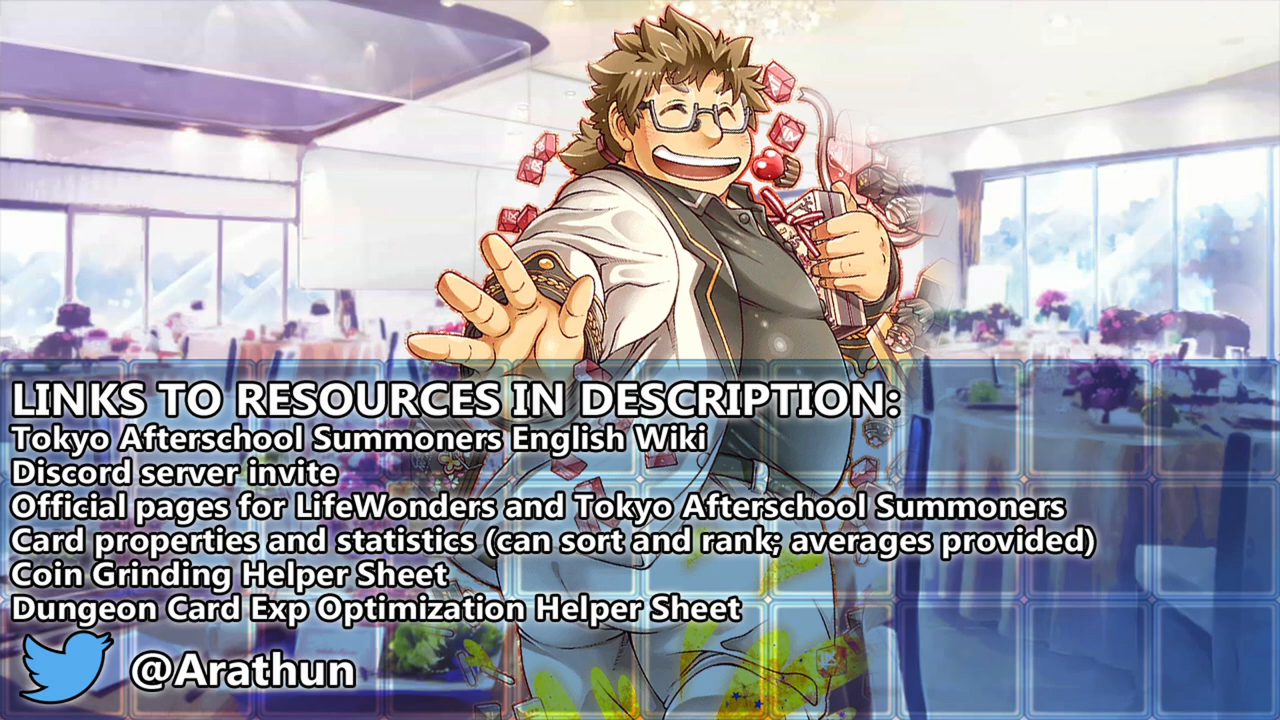 LINKS TO RESOURCES IN DESCRIPTION:
Tokyo Afterschool Summoners English Wiki
Discord server invite
Official pages for LifeWonders and Tokyo Afterschool Summoners
Card properties and statistics (can sort and rank; averages provided)
Coin Grinding Helper Sheet
Dungeon Card Exp Optimization Helper Sheet
@Arathun